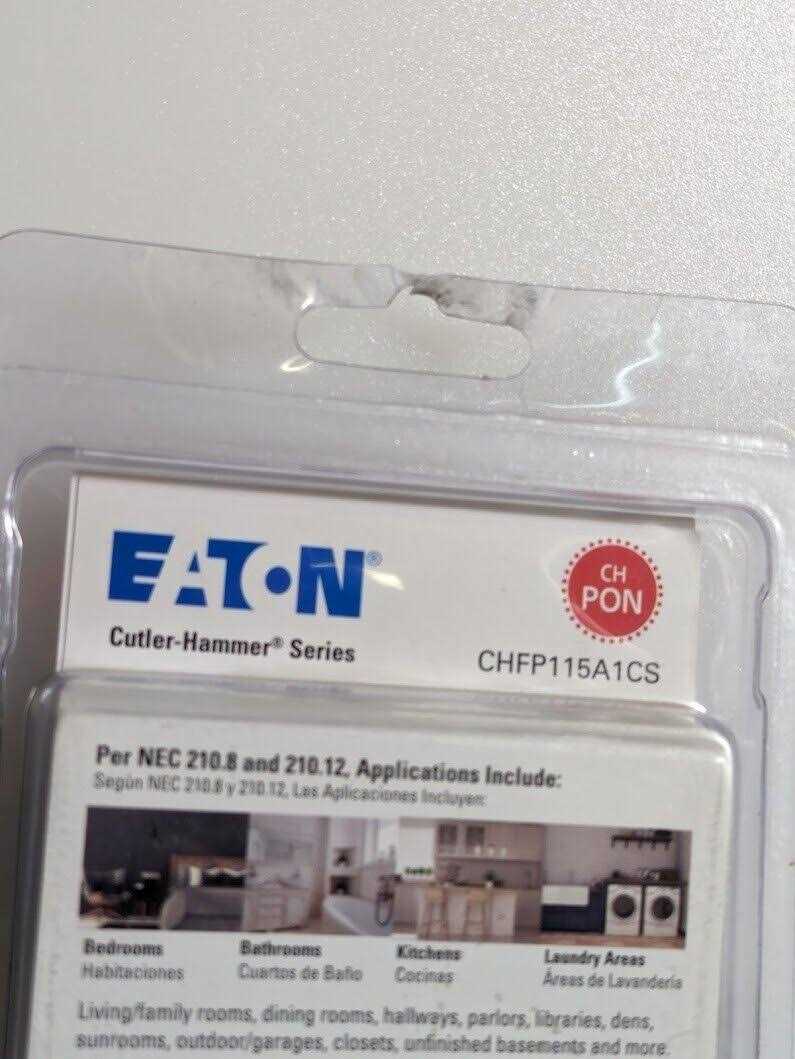 EATON®
CH
PON
Cutler-Hammer® Series
CHFP115A1CS
Per NEC 210.8 and 210.12, Applications Include:
Según NEC 210.8 y 210.12, Las Aplicaciones Incluyen:
Bedrooms Bathrooms Kitchens Laundry Areas
Habitaciones Cuartos de Baño Cocinas Áreas de Lavandería
Living/family rooms, dining rooms, hallways, parlors, libraries, dens,
sunrooms, outdoor/garages, closets, unfinished basements and more.